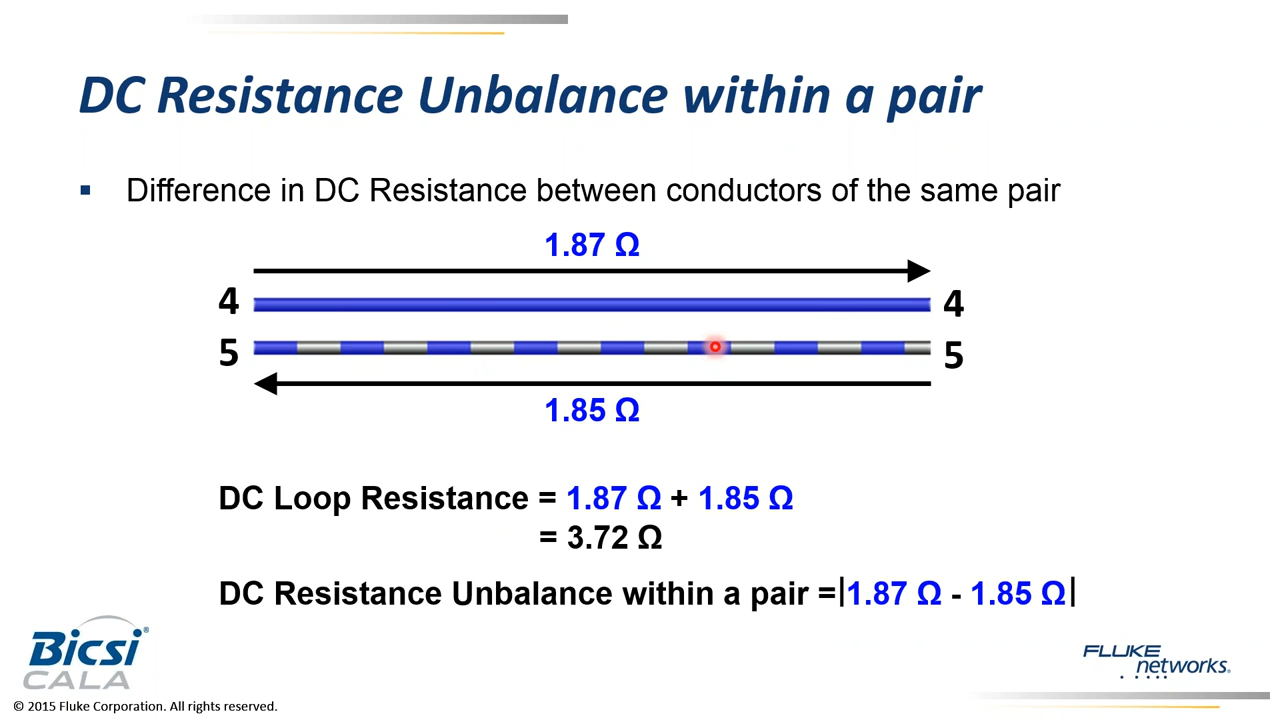 DC Resistance Unbalance within a pair
▪ Difference in DC Resistance between conductors of the same pair
1.87 Ω
4 4
5 5
1.85 Ω
DC Loop Resistance = 1.87 Ω + 1.85 Ω
= 3.72 Ω
DC Resistance Unbalance within a pair =|1.87 Ω - 1.85 Ω|
Bicsi®
CALA
FLUKE
networks®
© 2015 Fluke Corporation. All rights reserved.